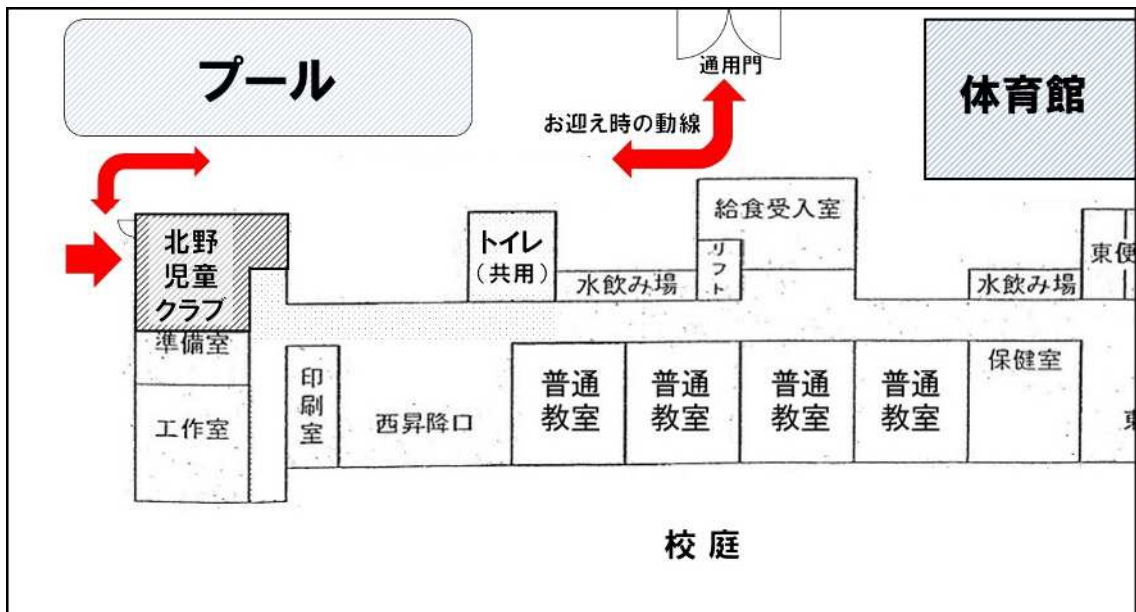 プール
通用門
体育館
お迎え時の動線
北野
児童
クラブ
トイレ
(共用)
給食受入室
リフト
水飲み場
水飲み場
東便
準備室
工作室
印刷室
西昇降口
普通
教室
普通
教室
普通
教室
普通
教室
保健室
東
校庭